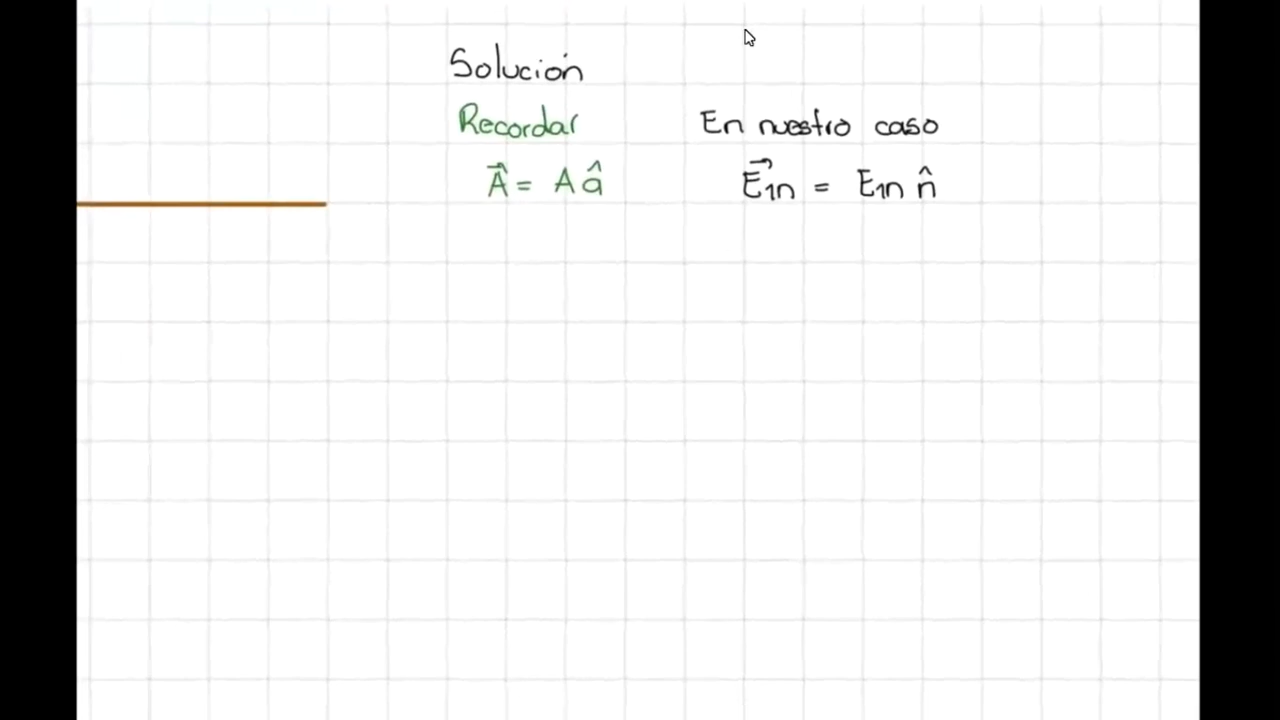 Solución
Recordar En nuestro caso
A⃗ = A â E⃗₁n = E₁n n̂